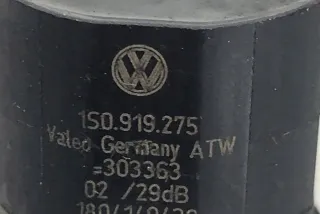 1S0.919.275
Valeo Germany ATW
=303363
02 /29dB